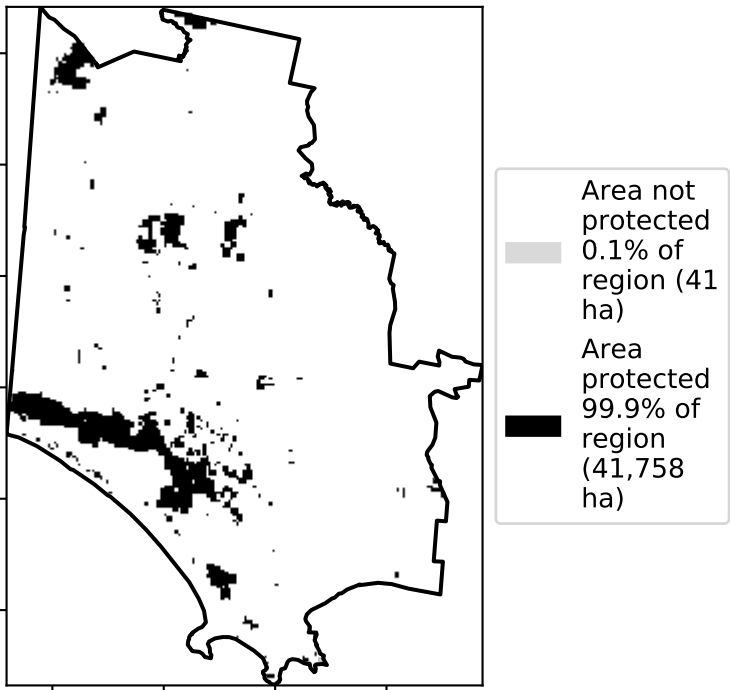 Area not
protected
0.1% of
region (41
ha)
Area
protected
99.9% of
region
(41,758
ha)